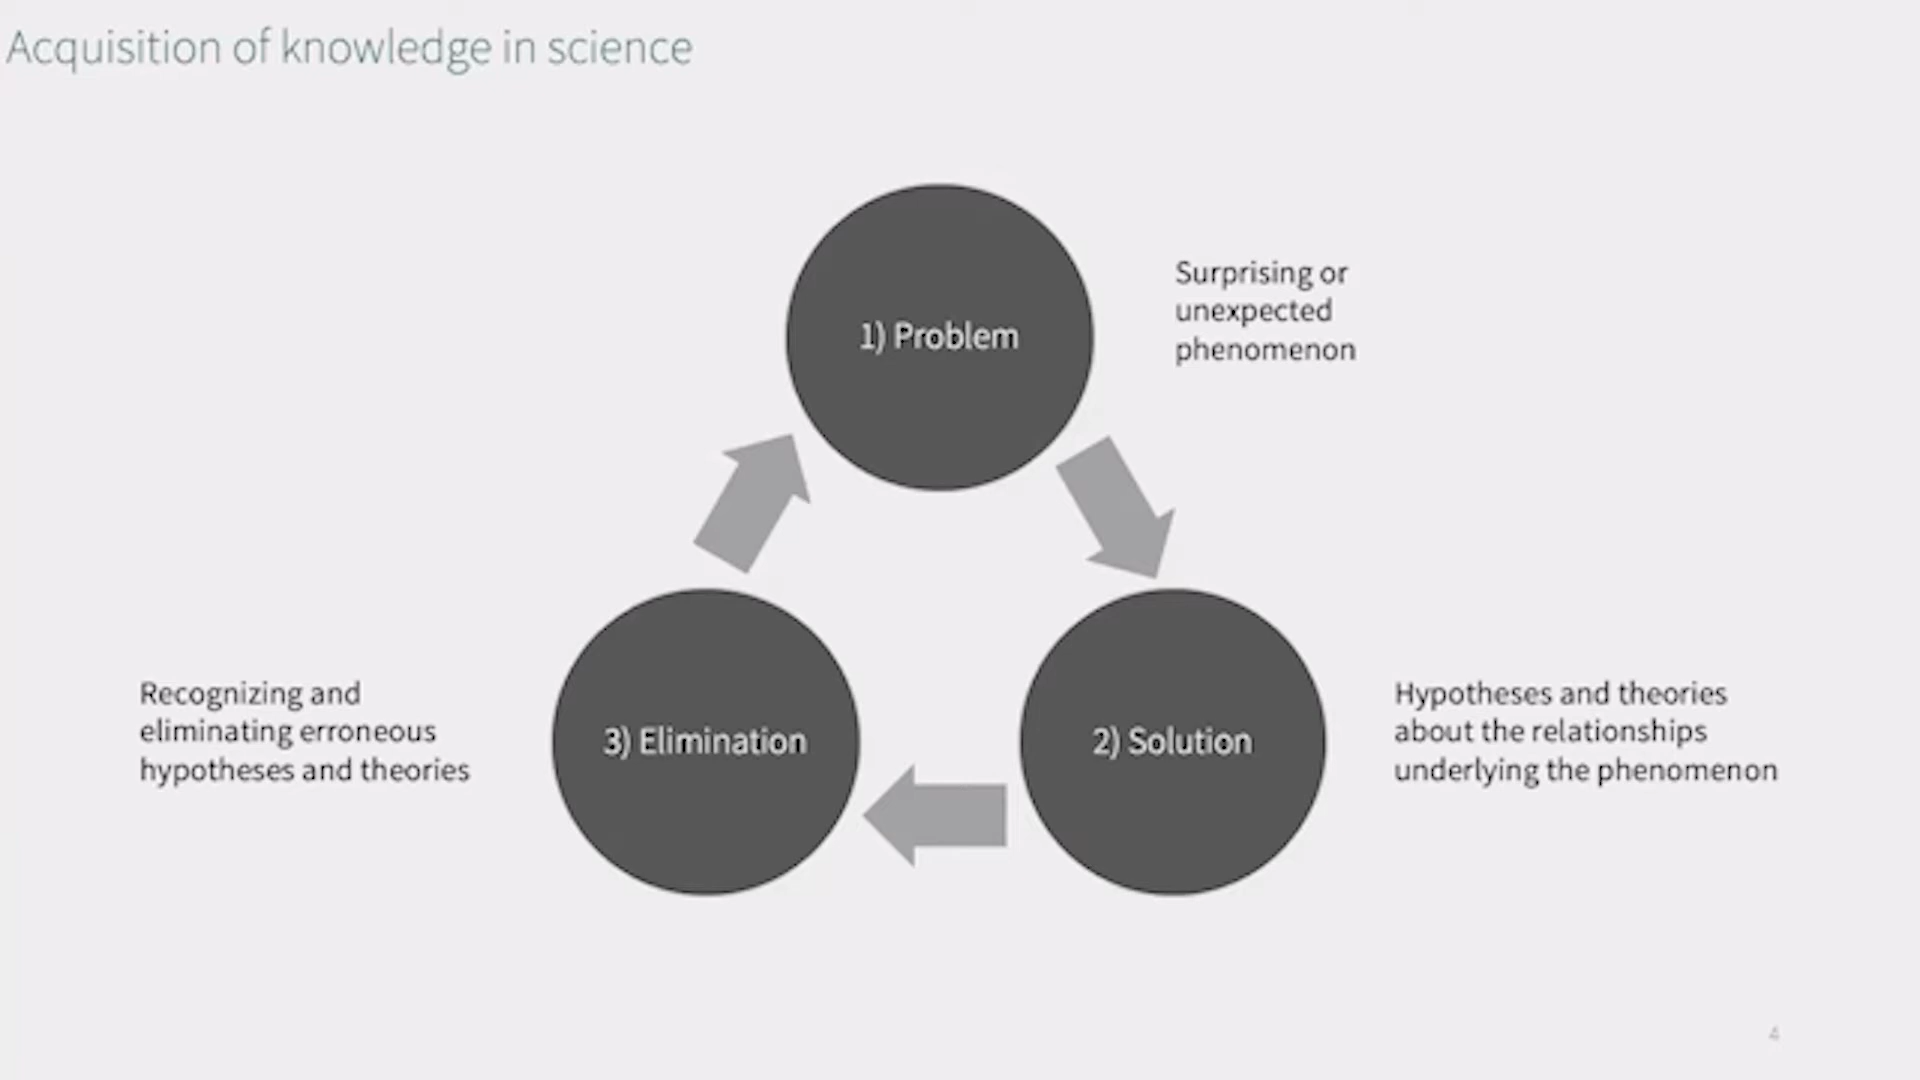 Acquisition of knowledge in science
1) Problem
Surprising or
unexpected
phenomenon
2) Solution
Hypotheses and theories
about the relationships
underlying the phenomenon
3) Elimination
Recognizing and
eliminating erroneous
hypotheses and theories
4